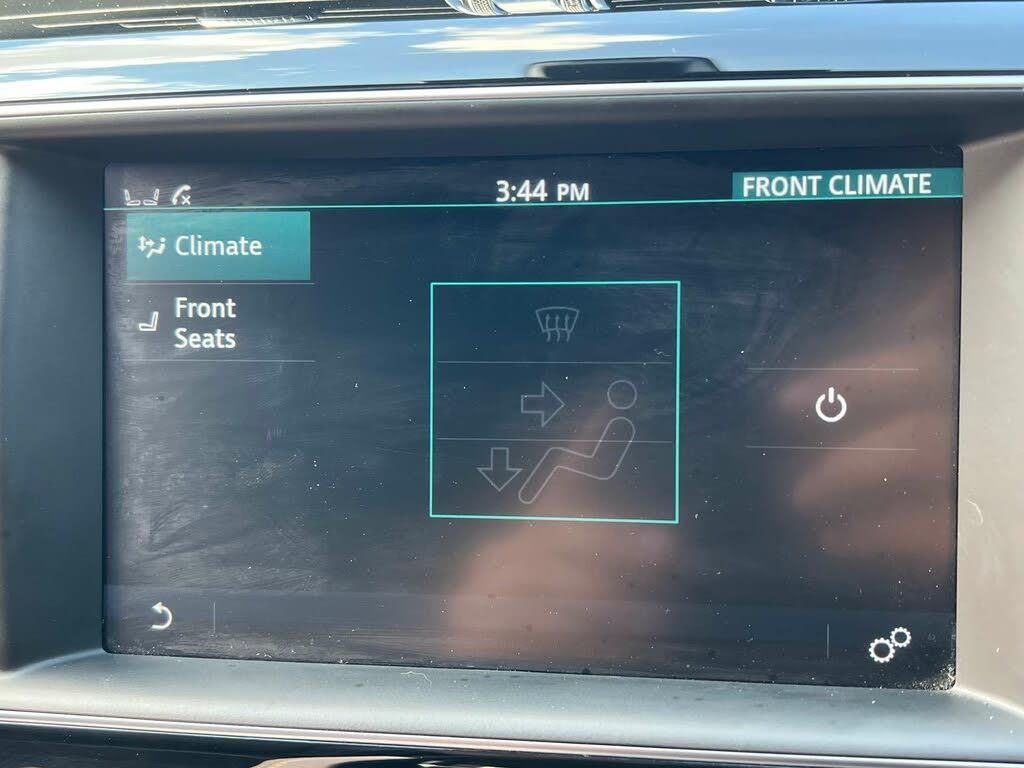 3:44 PM
FRONT CLIMATE
Climate
Front
Seats